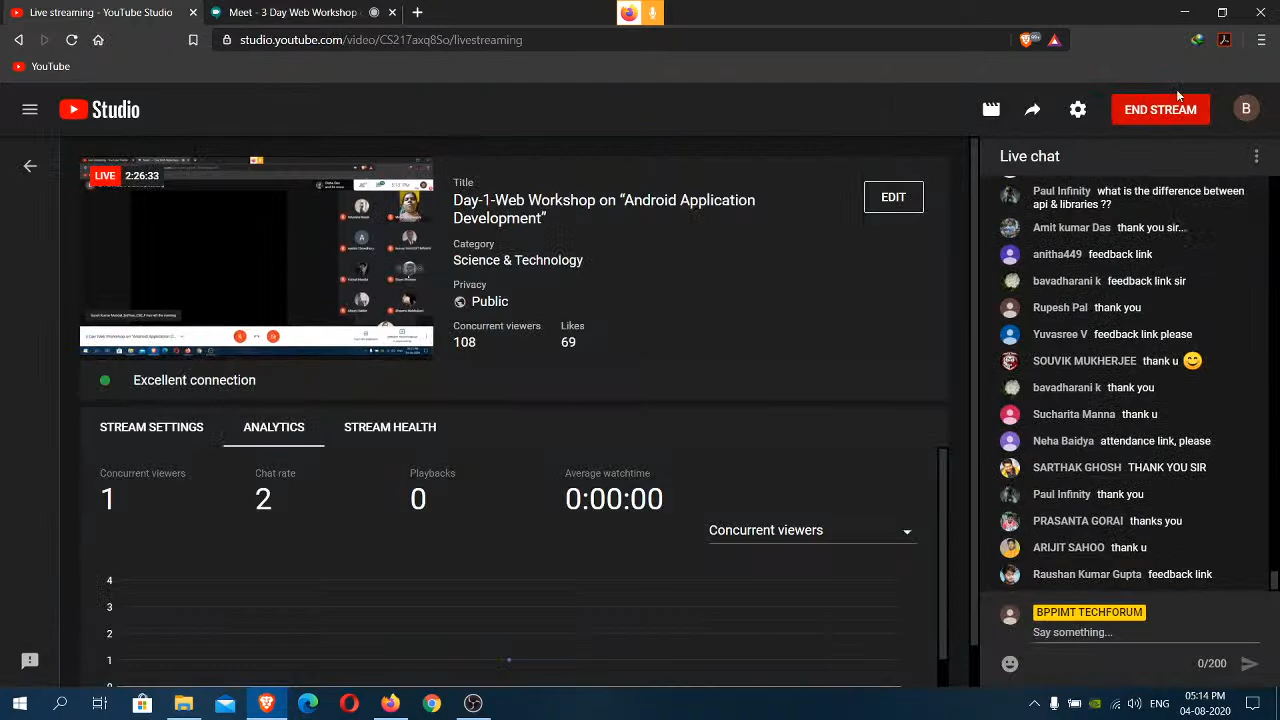 Live streaming - YouTube Studio
Meet - 3 Day Web Workshop
studio.youtube.com/video/CS217axq8So/livestreaming
99+
YouTube
Studio
END STREAM
B
LIVE 2:26:33
Title
Day-1-Web Workshop on “Android Application
Development”
EDIT
Category
Science & Technology
Privacy
Public
Concurrent viewers Likes
108 69
Excellent connection
STREAM SETTINGS ANALYTICS STREAM HEALTH
Concurrent viewers Chat rate Playbacks Average watchtime
1 2 0 0:00:00
Concurrent viewers
4
3
2
1
Live chat
Paul Infinity what is the difference between
api & libraries ??
Amit Kumar Das thank you sir...
anitha449 feedback link
bavadharani k feedback link sir
Rupesh Pal thank you
Yuvasree V feedback link please
SOUVIK MUKHERJEE thank u 😊
bavadharani k thank you
Sucharita Manna thank u
Neha Baidya attendance link, please
SARTHAK GHOSH THANK YOU SIR
Paul Infinity thank you
PRASANTA GORAI thanks you
ARIJIT SAHOO thank u
Raushan Kumar Gupta feedback link
BPPIMT TECHFORUM
Say something...
0/200
ENG
05:14 PM
04-08-2020